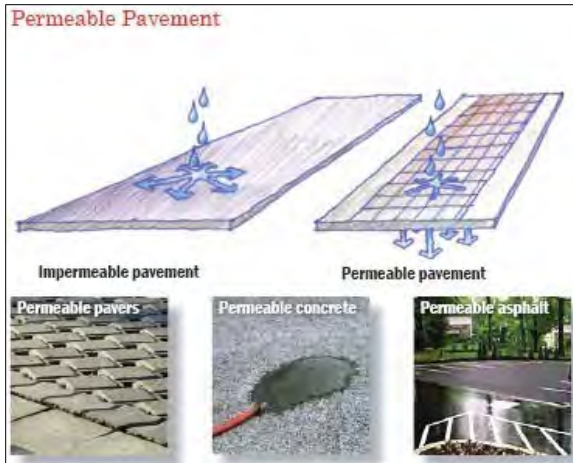 Permeable Pavement
Impermeable pavement
Permeable pavement
Permeable pavers
Permeable concrete
Permeable asphalt